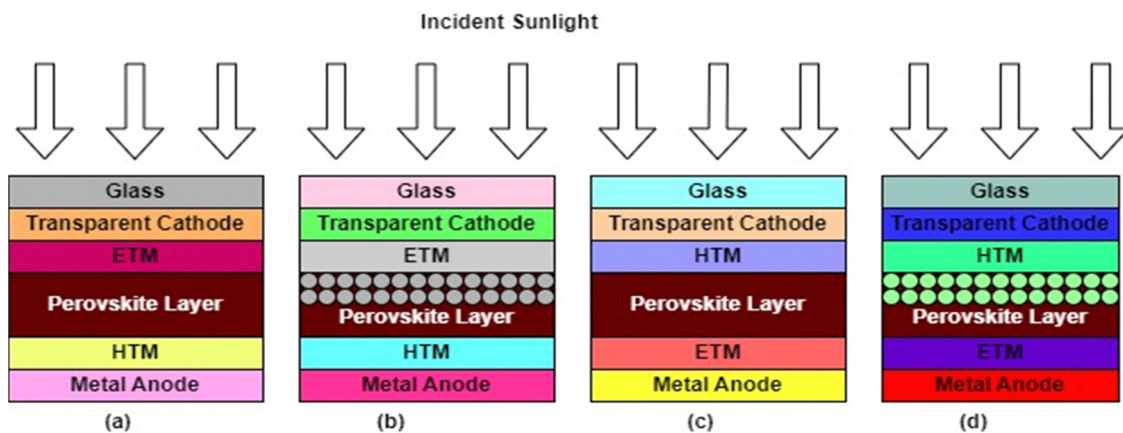 Incident Sunlight
Glass
Transparent Cathode
ETM
Perovskite Layer
HTM
Metal Anode
(a)
Glass
Transparent Cathode
ETM
Perovskite Layer
HTM
Metal Anode
(b)
Glass
Transparent Cathode
HTM
Perovskite Layer
ETM
Metal Anode
(c)
Glass
Transparent Cathode
HTM
Perovskite Layer
ETM
Metal Anode
(d)